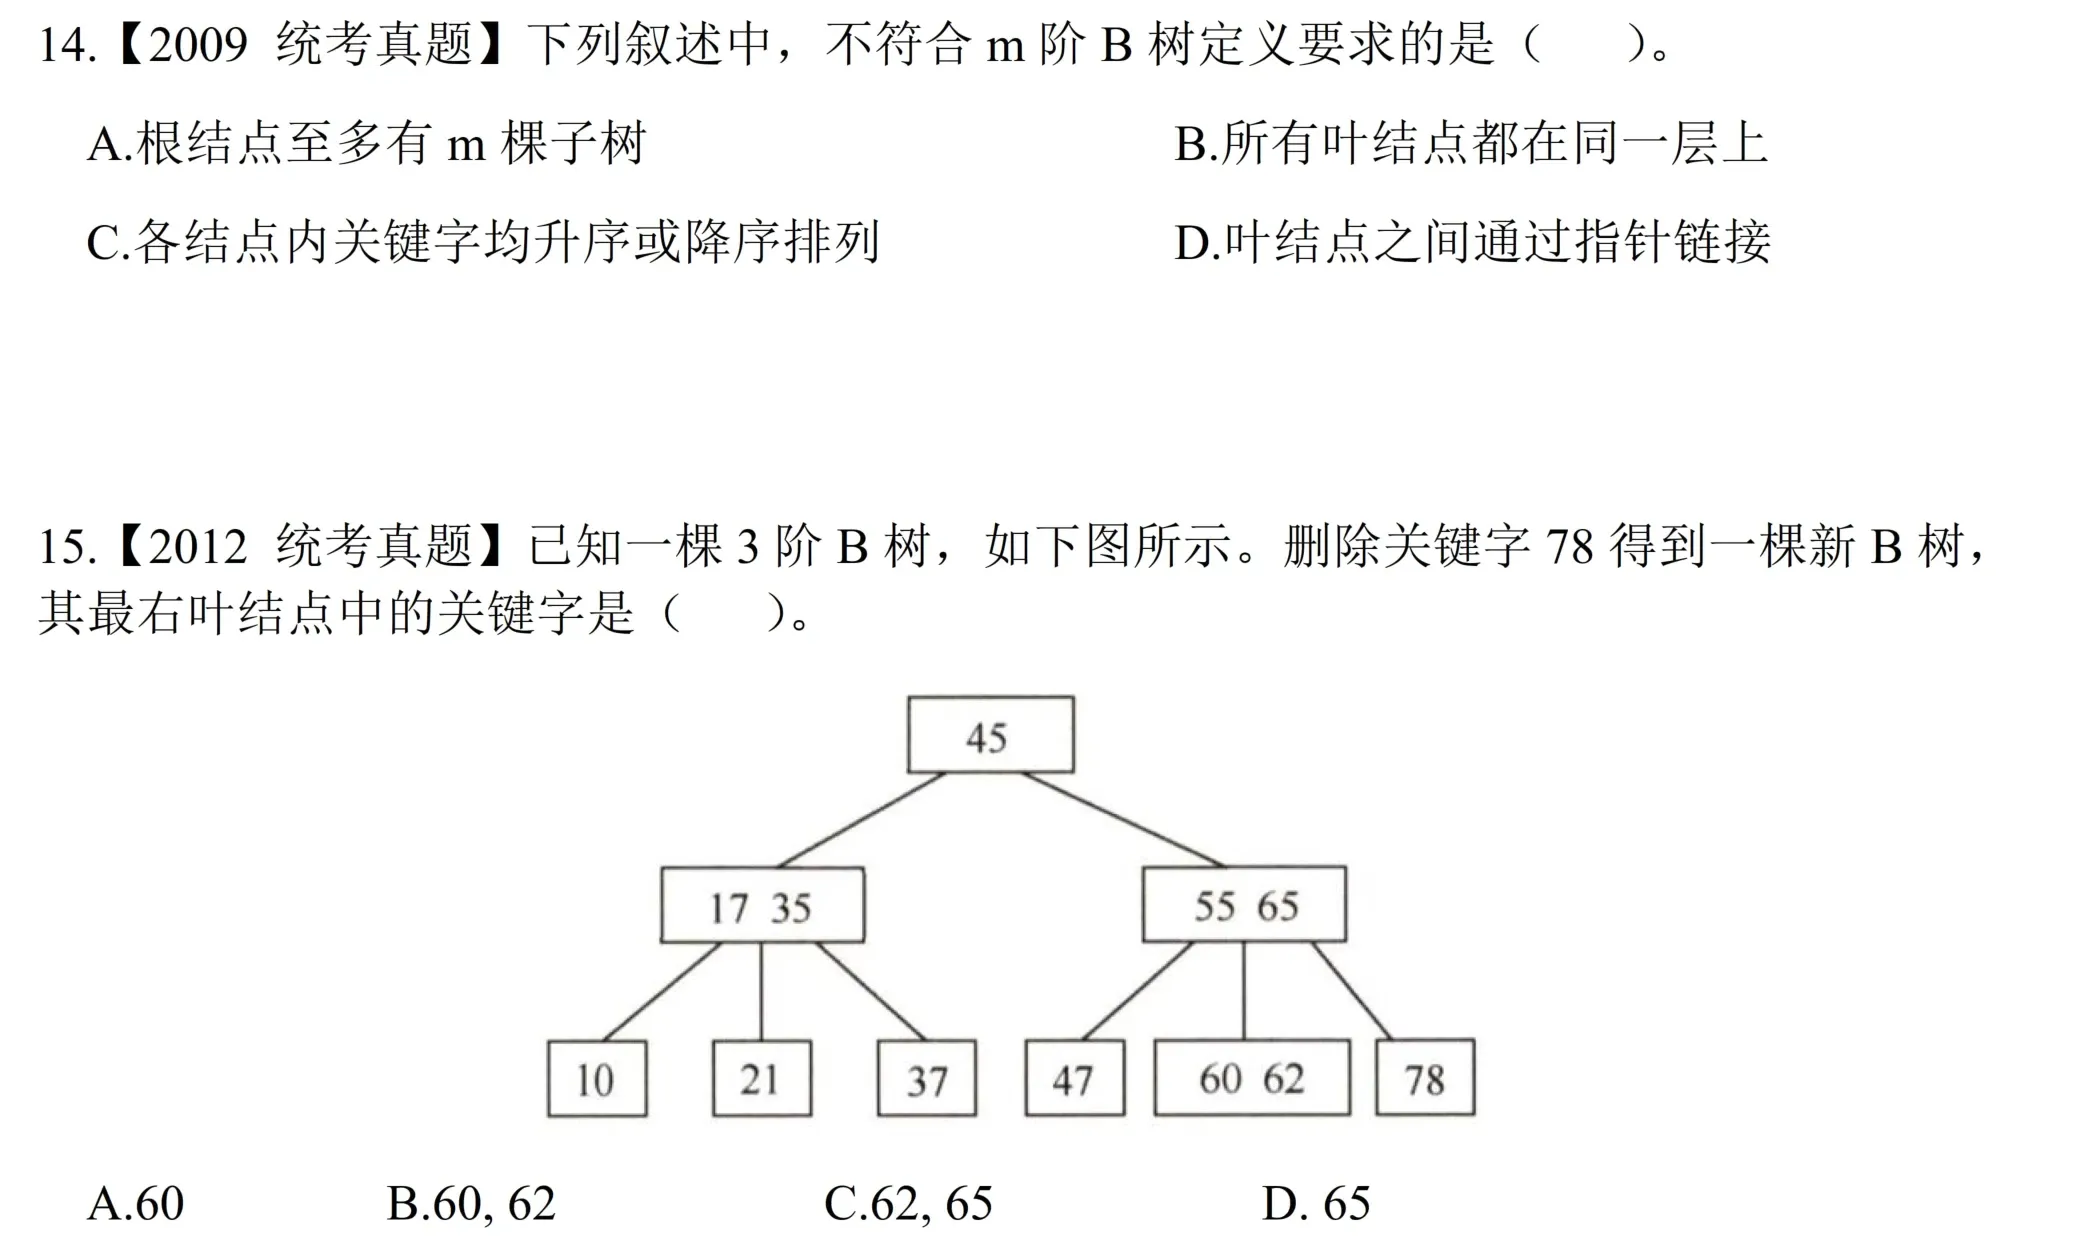 14.【2009 统考真题】下列叙述中，不符合 m 阶 B 树定义要求的是（    ）。
A.根结点至多有 m 棵子树    B.所有叶结点都在同一层上
C.各结点内关键字均升序或降序排列    D.叶结点之间通过指针链接
15.【2012 统考真题】已知一棵 3 阶 B 树，如下图所示。删除关键字 78 得到一棵新 B 树，
其最右叶结点中的关键字是（    ）。
45
17 35    55 65
10    21    37    47    60 62    78
A.60    B.60, 62    C.62, 65    D. 65